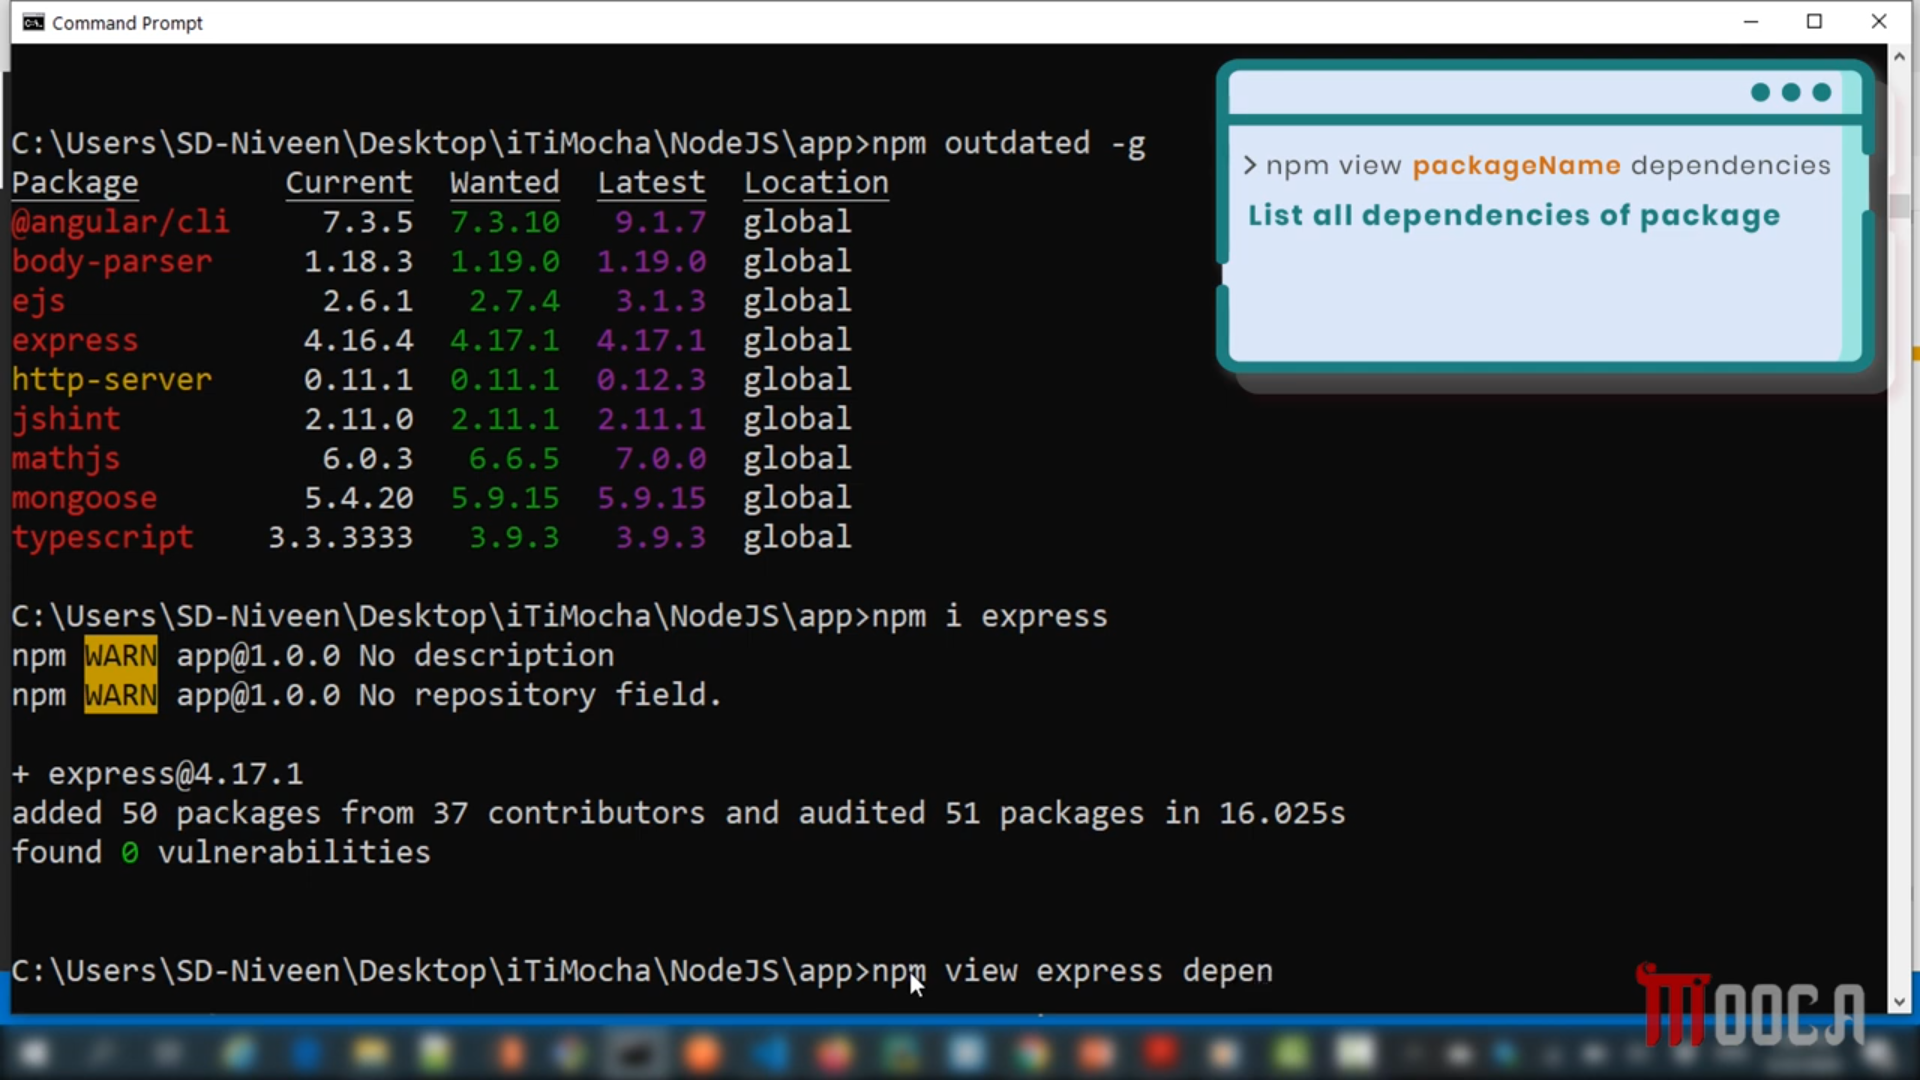 Command Prompt
C:\Users\SD-Niveen\Desktop\iTiMocha\NodeJS\app>npm outdated -g
Package Current Wanted Latest Location
@angular/cli 7.3.5 7.3.10 9.1.7 global
body-parser 1.18.3 1.19.0 1.19.0 global
ejs 2.6.1 2.7.4 3.1.3 global
express 4.16.4 4.17.1 4.17.1 global
http-server 0.11.1 0.11.1 0.12.3 global
jshint 2.11.0 2.11.1 2.11.1 global
mathjs 6.0.3 6.6.5 7.0.0 global
mongoose 5.4.20 5.9.15 5.9.15 global
typescript 3.3.3333 3.9.3 3.9.3 global
> npm view packageName dependencies
List all dependencies of package
C:\Users\SD-Niveen\Desktop\iTiMocha\NodeJS\app>npm i express
npm WARN app@1.0.0 No description
npm WARN app@1.0.0 No repository field.
+ express@4.17.1
added 50 packages from 37 contributors and audited 51 packages in 16.025s
found 0 vulnerabilities
C:\Users\SD-Niveen\Desktop\iTiMocha\NodeJS\app>npm view express depen
MOOCA